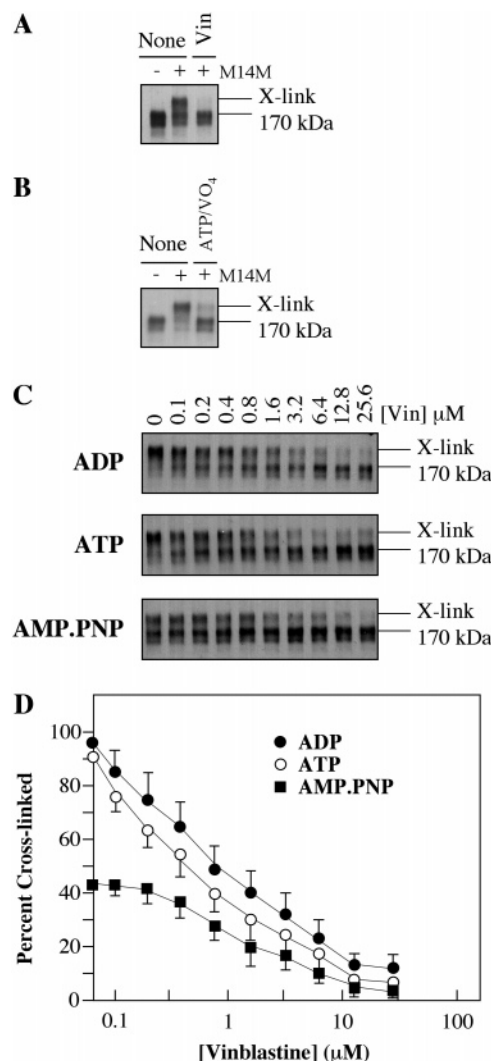 A
None Vin
- + + M14M
X-link
170 kDa
B
None ATP/VO4
- + + M14M
X-link
170 kDa
C
0 0.1 0.2 0.4 0.8 1.6 3.2 6.4 12.8 25.6 [Vin] μM
ADP X-link
170 kDa
ATP X-link
170 kDa
AMP.PNP X-link
170 kDa
D
100
80
60
40
20
0
Percent Cross-linked
ADP
ATP
AMP.PNP
0.1 1 10 100
[Vinblastine] (μM)